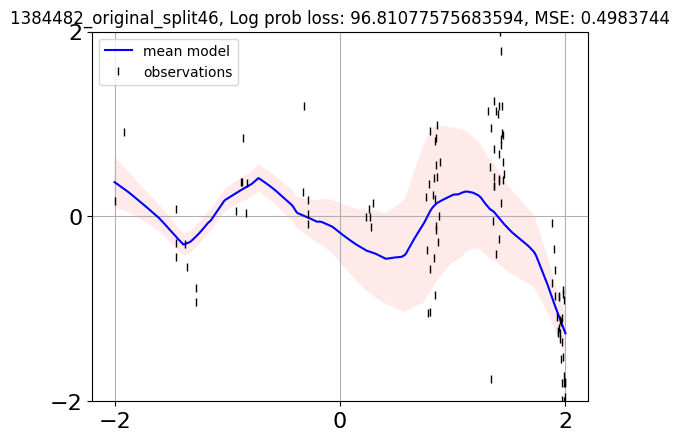 1384482_original_split46, Log prob loss: 96.81077575683594, MSE: 0.4983744
2
0
−2
−2
0
2
mean model
observations